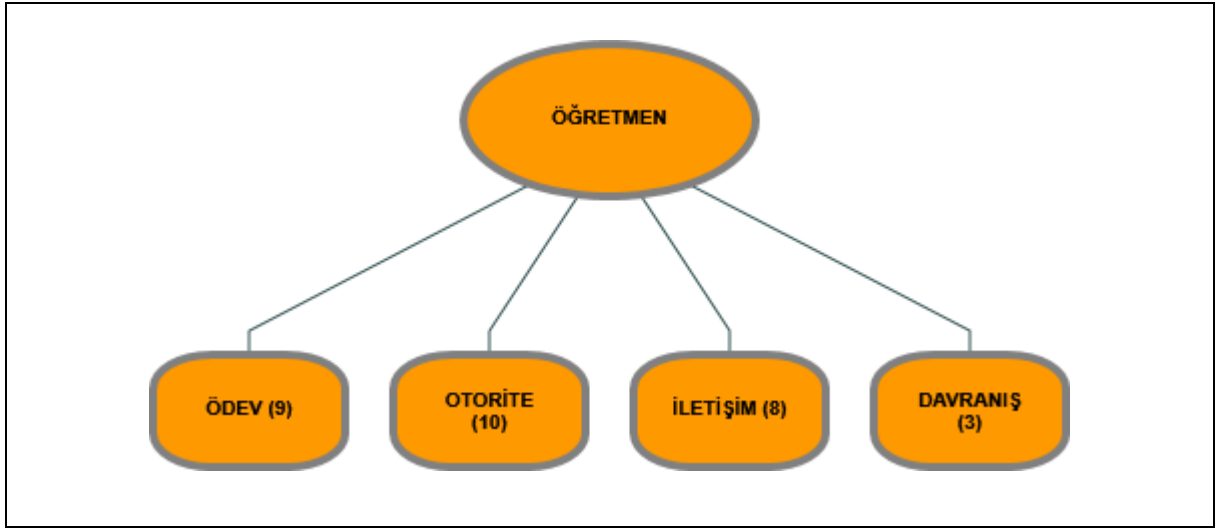 ÖĞRETMEN
ÖDEV (9)
OTORİTE
(10)
İLETİŞİM (8)
DAVRANIŞ
(3)